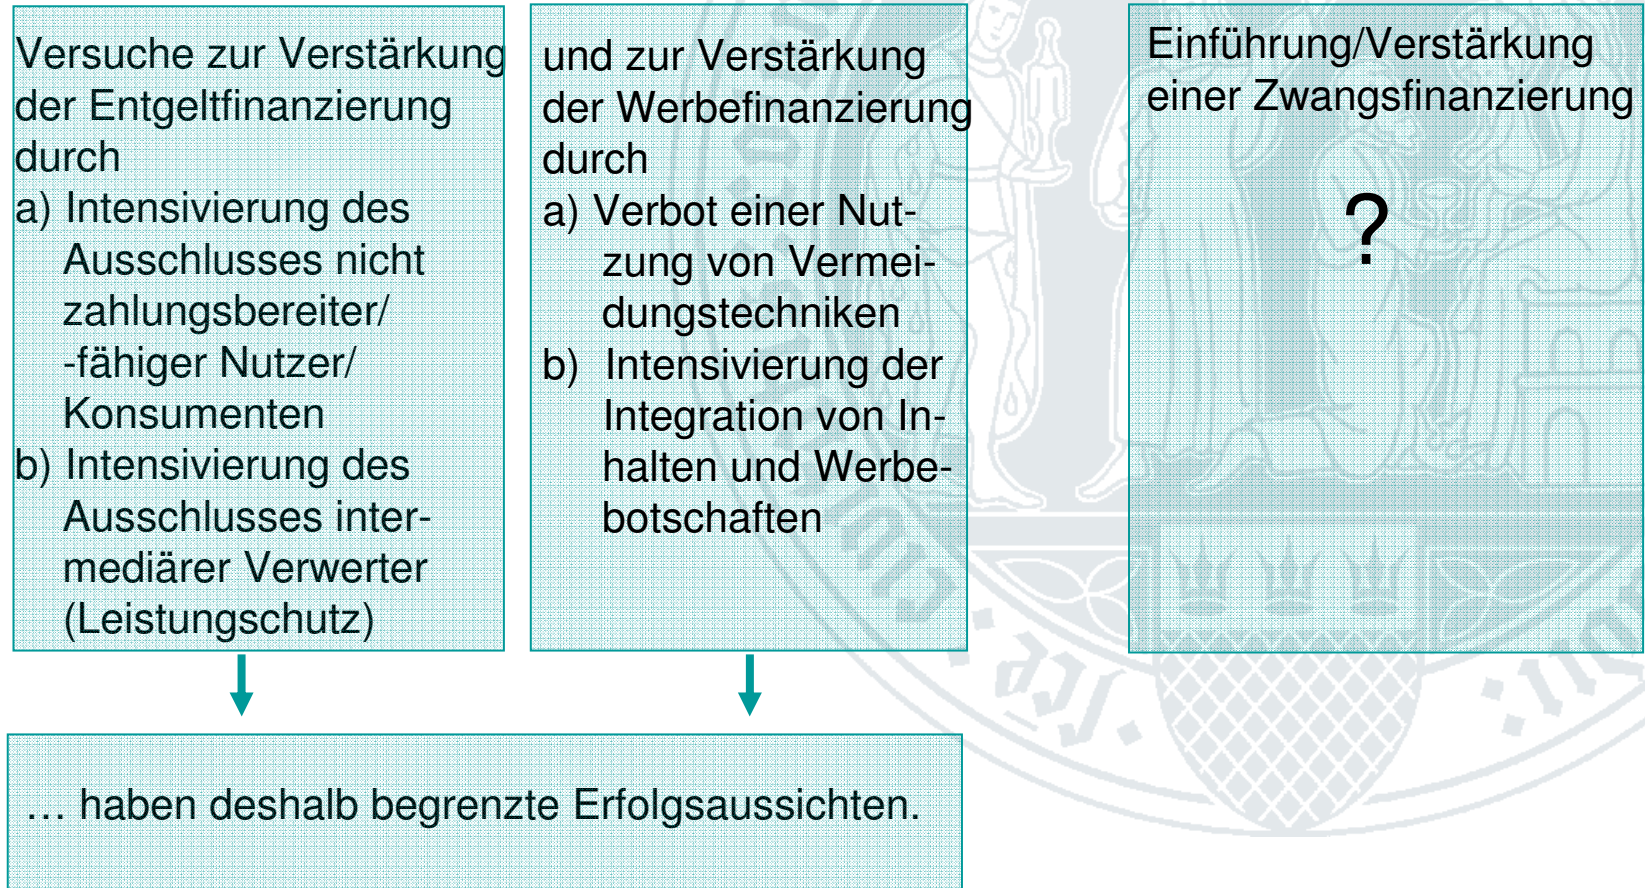 Versuche zur Verstärkung
der Entgeltfinanzierung
durch
a) Intensivierung des
Ausschlusses nicht
zahlungsbereiter/
-fähiger Nutzer/
Konsumenten
b) Intensivierung des
Ausschlusses inter-
mediärer Verwerter
(Leistungschutz)
und zur Verstärkung
der Werbefinanzierung
durch
a) Verbot einer Nut-
zung von Vermei-
dungstechniken
b) Intensivierung der
Integration von In-
halten und Werbe-
botschaften
Einführung/Verstärkung
einer Zwangsfinanzierung
?
… haben deshalb begrenzte Erfolgsaussichten.